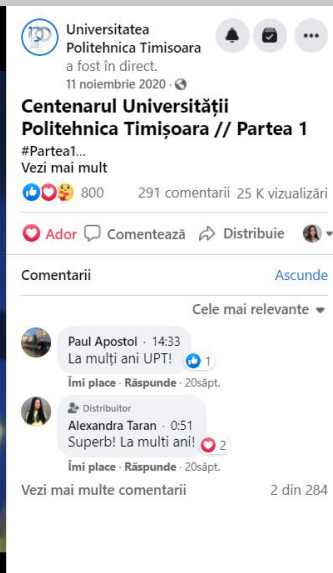 Universitatea
Politehnica Timisoara
a fost în direct.
11 noiembrie 2020 ·
Centenarul Universității
Politehnica Timișoara // Partea 1
#Partea1...
Vezi mai mult
800 291 comentarii 25 K vizualizări
Ador Comentează Distribuie
Comentarii Ascunde
Cele mai relevante
Paul Apostol · 14:33
La mulți ani UPT! 1
Îmi place · Răspunde · 20săpt.
Distribuitor
Alexandra Taran · 0:51
Superb! La multi ani! 2
Îmi place · Răspunde · 20săpt.
Vezi mai multe comentarii 2 din 284